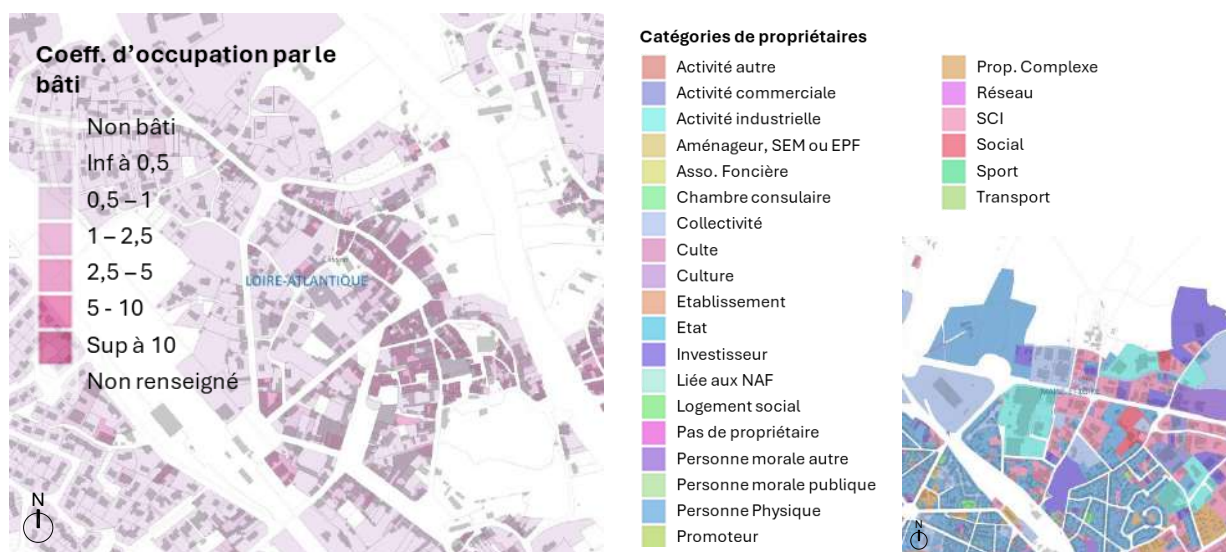 Coeff. d’occupation par le
bâti
Non bâti
Inf à 0,5
0,5 – 1
1 – 2,5
2,5 – 5
5 - 10
Sup à 10
Non renseigné
LOIRE-ATLANTIQUE
N
Catégories de propriétaires
Activité autre
Activité commerciale
Activité industrielle
Aménageur, SEM ou EPF
Asso. Foncière
Chambre consulaire
Collectivité
Culte
Culture
Etablissement
Etat
Investisseur
Liée aux NAF
Logement social
Pas de propriétaire
Personne morale autre
Personne morale publique
Personne Physique
Promoteur
Prop. Complexe
Réseau
SCI
Social
Sport
Transport
N